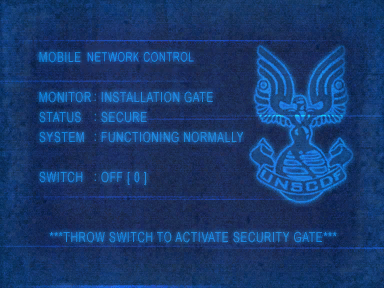 MOBILE NETWORK CONTROL
MONITOR : INSTALLATION GATE
STATUS : SECURE
SYSTEM : FUNCTIONING NORMALLY
SWITCH : OFF [ 0 ]
UNSCDF
***THROW SWITCH TO ACTIVATE SECURITY GATE***